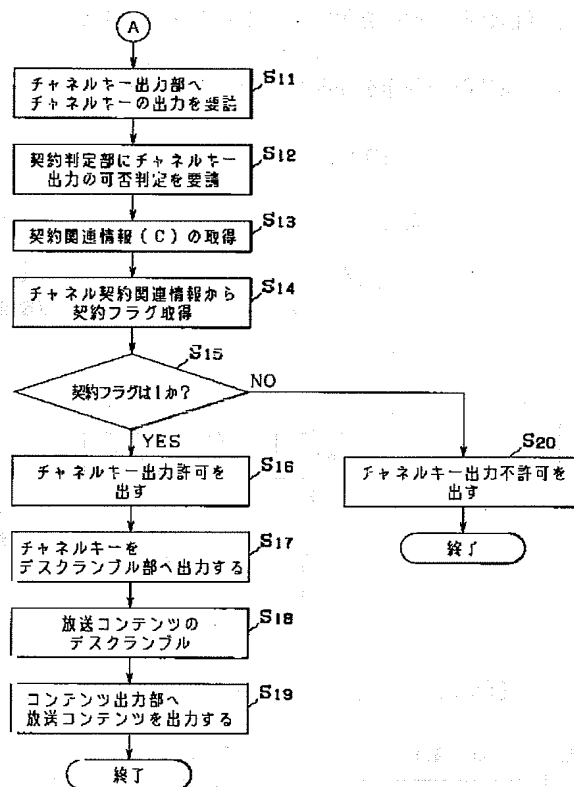 A
チャネルキー出力部へ
チャネルキーの出力を要請
S11
契約判定部にチャネルキー
出力の可否判定を要請
S12
契約関連情報(C)の取得
S13
チャネル契約関連情報から
契約フラグ取得
S14
契約フラグは1か?
S15
NO
YES
チャネルキー出力許可を
出す
S16
チャネルキー出力不許可を
出す
S20
終了
チャネルキーを
デスクランブル部へ出力する
S17
放送コンテンツの
デスクランブル
S18
コンテンツ出力部へ
放送コンテンツを出力する
S19
終了